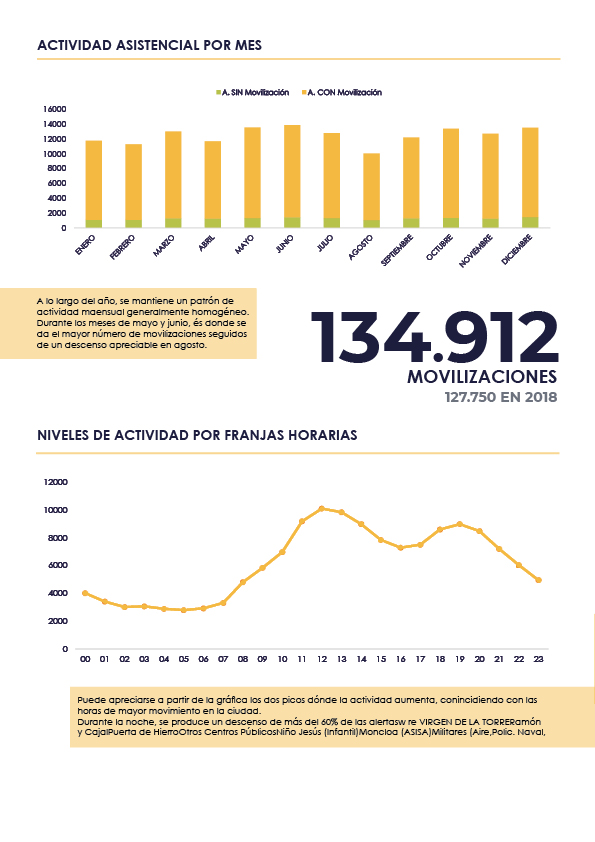 ACTIVIDAD ASISTENCIAL POR MES
A. SIN Movilización A. CON Movilización
16000
14000
12000
10000
8000
6000
4000
2000
0
ENERO FEBRERO MARZO ABRIL MAYO JUNIO JULIO AGOSTO SEPTIEMBRE OCTUBRE NOVIEMBRE DICIEMBRE
A lo largo del año, se mantiene un patrón de
actividad maensual generalmente homogéneo.
Durante los meses de mayo y junio, és donde se
da el mayor número de movilizaciones seguidos
de un descenso apreciable en agosto.
134.912
MOVILIZACIONES
127.750 EN 2018
NIVELES DE ACTIVIDAD POR FRANJAS HORARIAS
12000
10000
8000
6000
4000
2000
0
00 01 02 03 04 05 06 07 08 09 10 11 12 13 14 15 16 17 18 19 20 21 22 23
Puede apreciarse a partir de la gráfica los dos picos dónde la actividad aumenta, conincidiendo con las
horas de mayor movimiento en la ciudad.
Durante la noche, se produce un descenso de más del 60% de las alertasw re VIRGEN DE LA TORRERamón
y CajalPuerta de HierroOtros Centros PúblicosNiño Jesús (Infantil)Moncloa (ASISA)Militares (Aire,Polic. Naval,